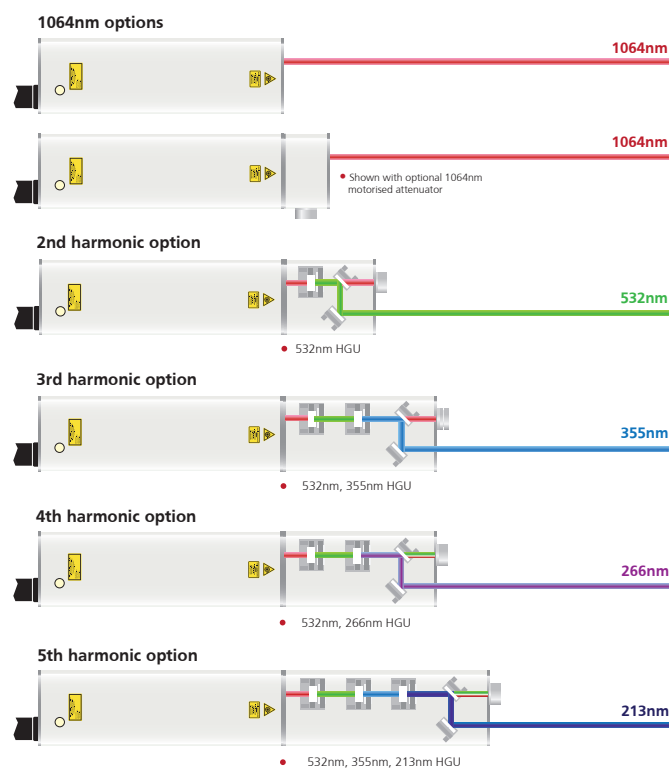 1064nm options
1064nm
1064nm
• Shown with optional 1064nm
motorised attenuator
2nd harmonic option
532nm
• 532nm HGU
3rd harmonic option
355nm
• 532nm, 355nm HGU
4th harmonic option
266nm
• 532nm, 266nm HGU
5th harmonic option
213nm
• 532nm, 355nm, 213nm HGU